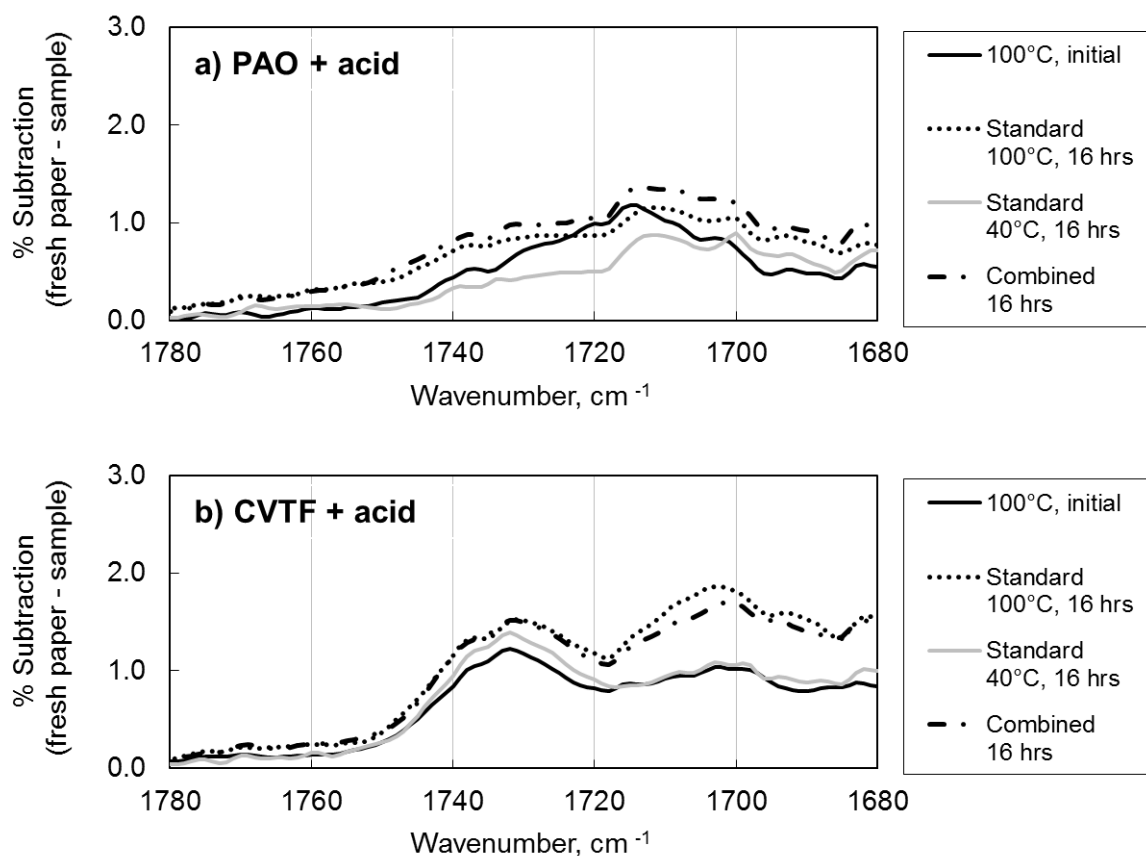 % Subtraction
(fresh paper - sample)
3.0
2.0
1.0
0.0
a) PAO + acid
1780
1760
1740
1720
1700
1680
Wavenumber, cm -1
100°C, initial
Standard
100°C, 16 hrs
Standard
40°C, 16 hrs
Combined
16 hrs
% Subtraction
(fresh paper - sample)
3.0
2.0
1.0
0.0
b) CVTF + acid
1780
1760
1740
1720
1700
1680
Wavenumber, cm -1
100°C, initial
Standard
100°C, 16 hrs
Standard
40°C, 16 hrs
Combined
16 hrs